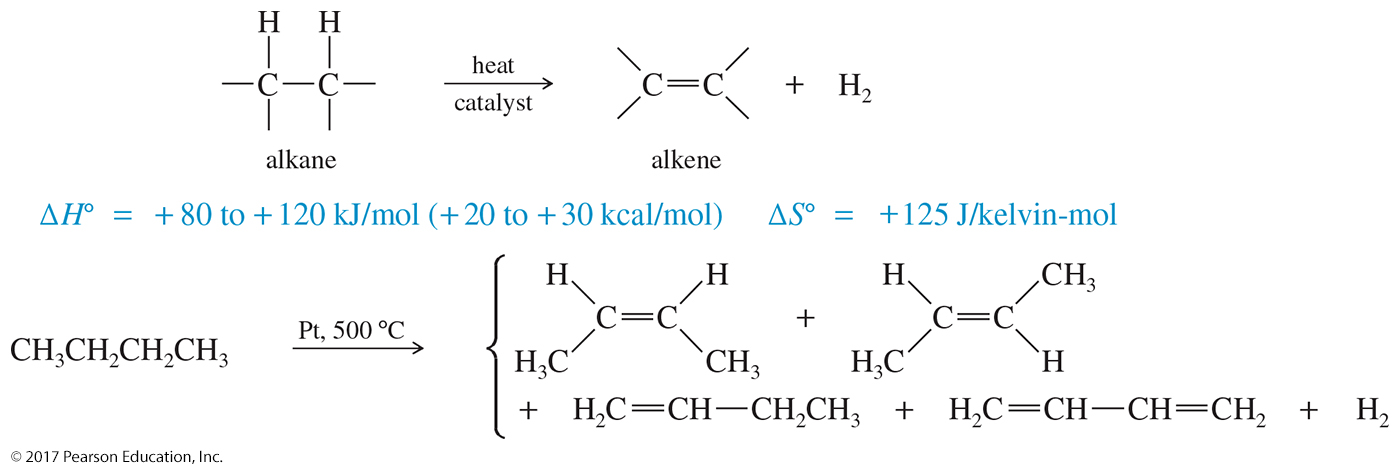 H H
—C—C— heat catalyst C=C + H₂
alkane alkene
ΔH° = +80 to +120 kJ/mol (+20 to +30 kcal/mol) ΔS° = +125 J/kelvin-mol
CH₃CH₂CH₂CH₃ Pt, 500 °C
H H H₃C C=C CH₃ + H CH₃ H₃C C=C H
+ H₂C=CH—CH₂CH₃ + H₂C=CH—CH=CH₂ + H₂
© 2017 Pearson Education, Inc.